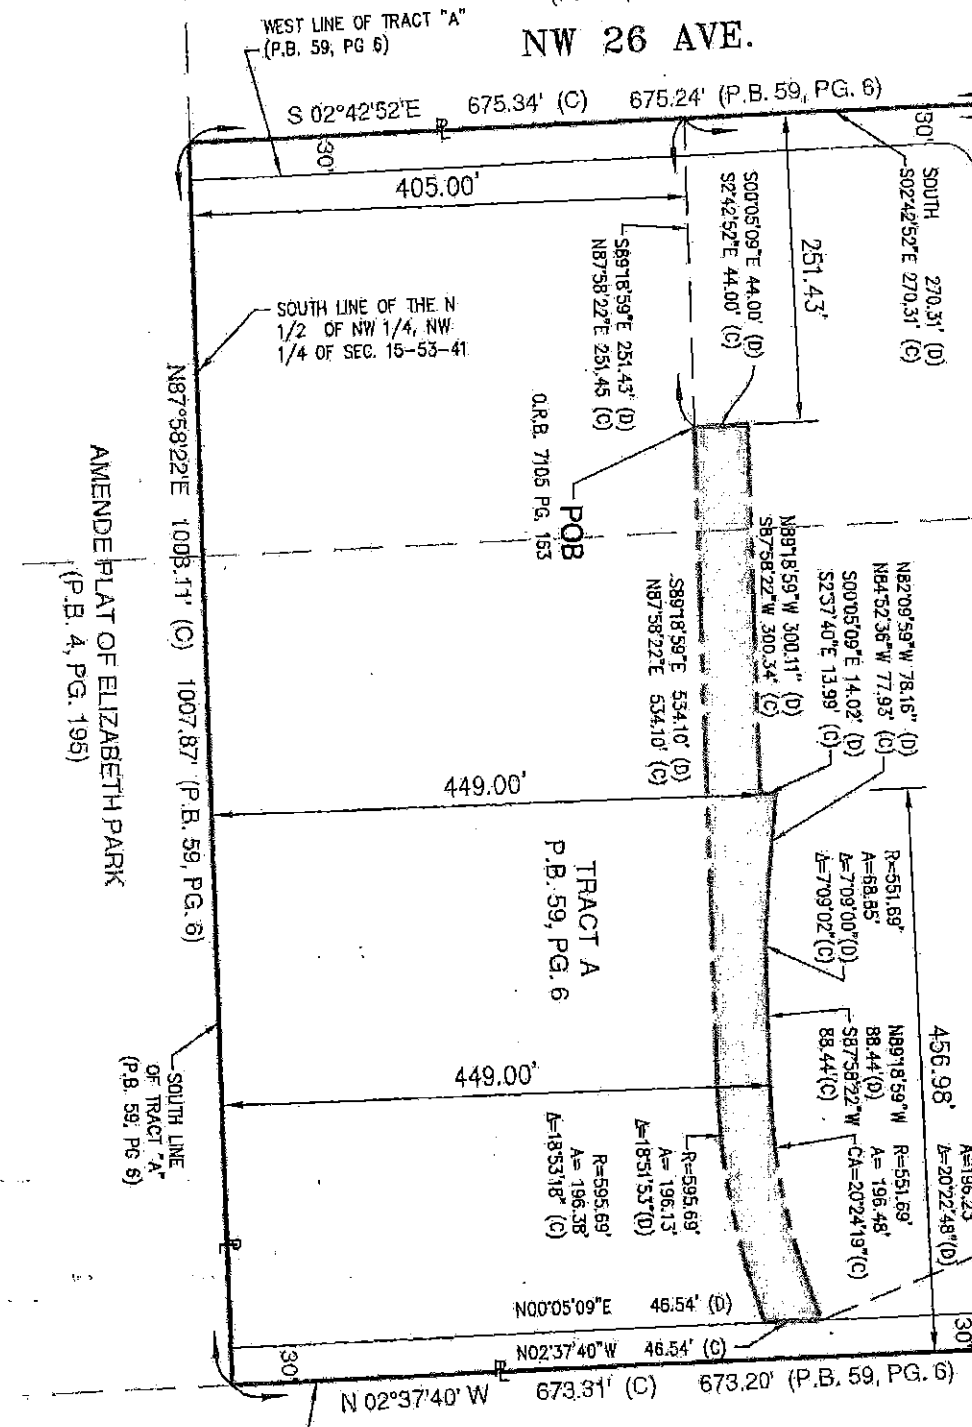 WEST LINE OF TRACT "A"
(P.B. 59, PG 6)
NW 26 AVE.
S 02°42'52'E 675.34' (C) 675.24' (P.B. 59, PG. 6)
30'
30'
405.00'
SOUTH 270.31' (D)
S02°42'52"E 270.31' (C)
251.43'
S00°05'09"E 44.00' (D)
S2°42'52"E 44.00' (C)
S89°18'59"E 251.43' (D)
N87°58'22"E 251.45 (C)
SOUTH LINE OF THE N
1/2 OF NW 1/4, NW
1/4 OF SEC. 15-53-41
O.R.B. 7105 PG. 163
POB
N87°58'22'E 1008.11' (C) 1007.87' (P.B. 59, PG. 6)
AMENDE PLAT OF ELIZABETH PARK
(P.B. 4, PG. 195)
N89°18'59"W 300.11" (D)
S87°58'22"W 300.34' (C)
S89°18'59"E 534.10' (D)
N87°58'22"E 534.10' (C)
N82°09'59"W 78.16" (D)
N84°52'36"W 77.93' (C)
S00°05'09"E 14.02' (D)
S2°37'40"E 13.99' (C)
449.00'
TRACT A
P.B. 59, PG. 6
R=551.69'
A=68.85'
Δ=7°09'00"(D)
Δ=7°09'02"(C)
456.98'
N89°18'59"W
88.44'(D)
S87°58'22"W
88.44'(C)
R=551.69'
A= 196.48'
CA=20°24'19"(C)
A=196.23'
Δ=20°22'48"(D)
449.00'
R=595.69'
A= 196.13'
Δ=18°51'53"(D)
R=595.69'
A= 196.38'
Δ=18°53'18" (C)
SOUTH LINE
OF TRACT "A"
(P.B. 59, PG 6)
N00°05'09"E 46.54' (D)
N02°37'40"W 46.54' (C)
30'
30'
N 02°37'40' W 673.31' (C) 673.20' (P.B. 59, PG. 6)